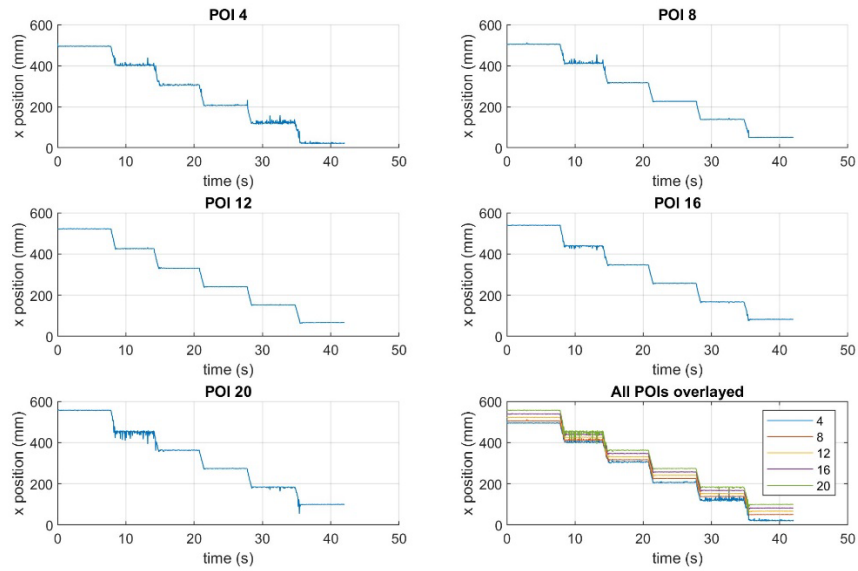 POI 4
600
400
200
0
x position (mm)
0 10 20 30 40 50
time (s)
POI 8
600
400
200
0
x position (mm)
0 10 20 30 40 50
time (s)
POI 12
600
400
200
0
x position (mm)
0 10 20 30 40 50
time (s)
POI 16
600
400
200
0
x position (mm)
0 10 20 30 40 50
time (s)
POI 20
600
400
200
0
x position (mm)
0 10 20 30 40 50
time (s)
All POIs overlayed
600
400
200
0
x position (mm)
4
8
12
16
20
0 10 20 30 40 50
time (s)